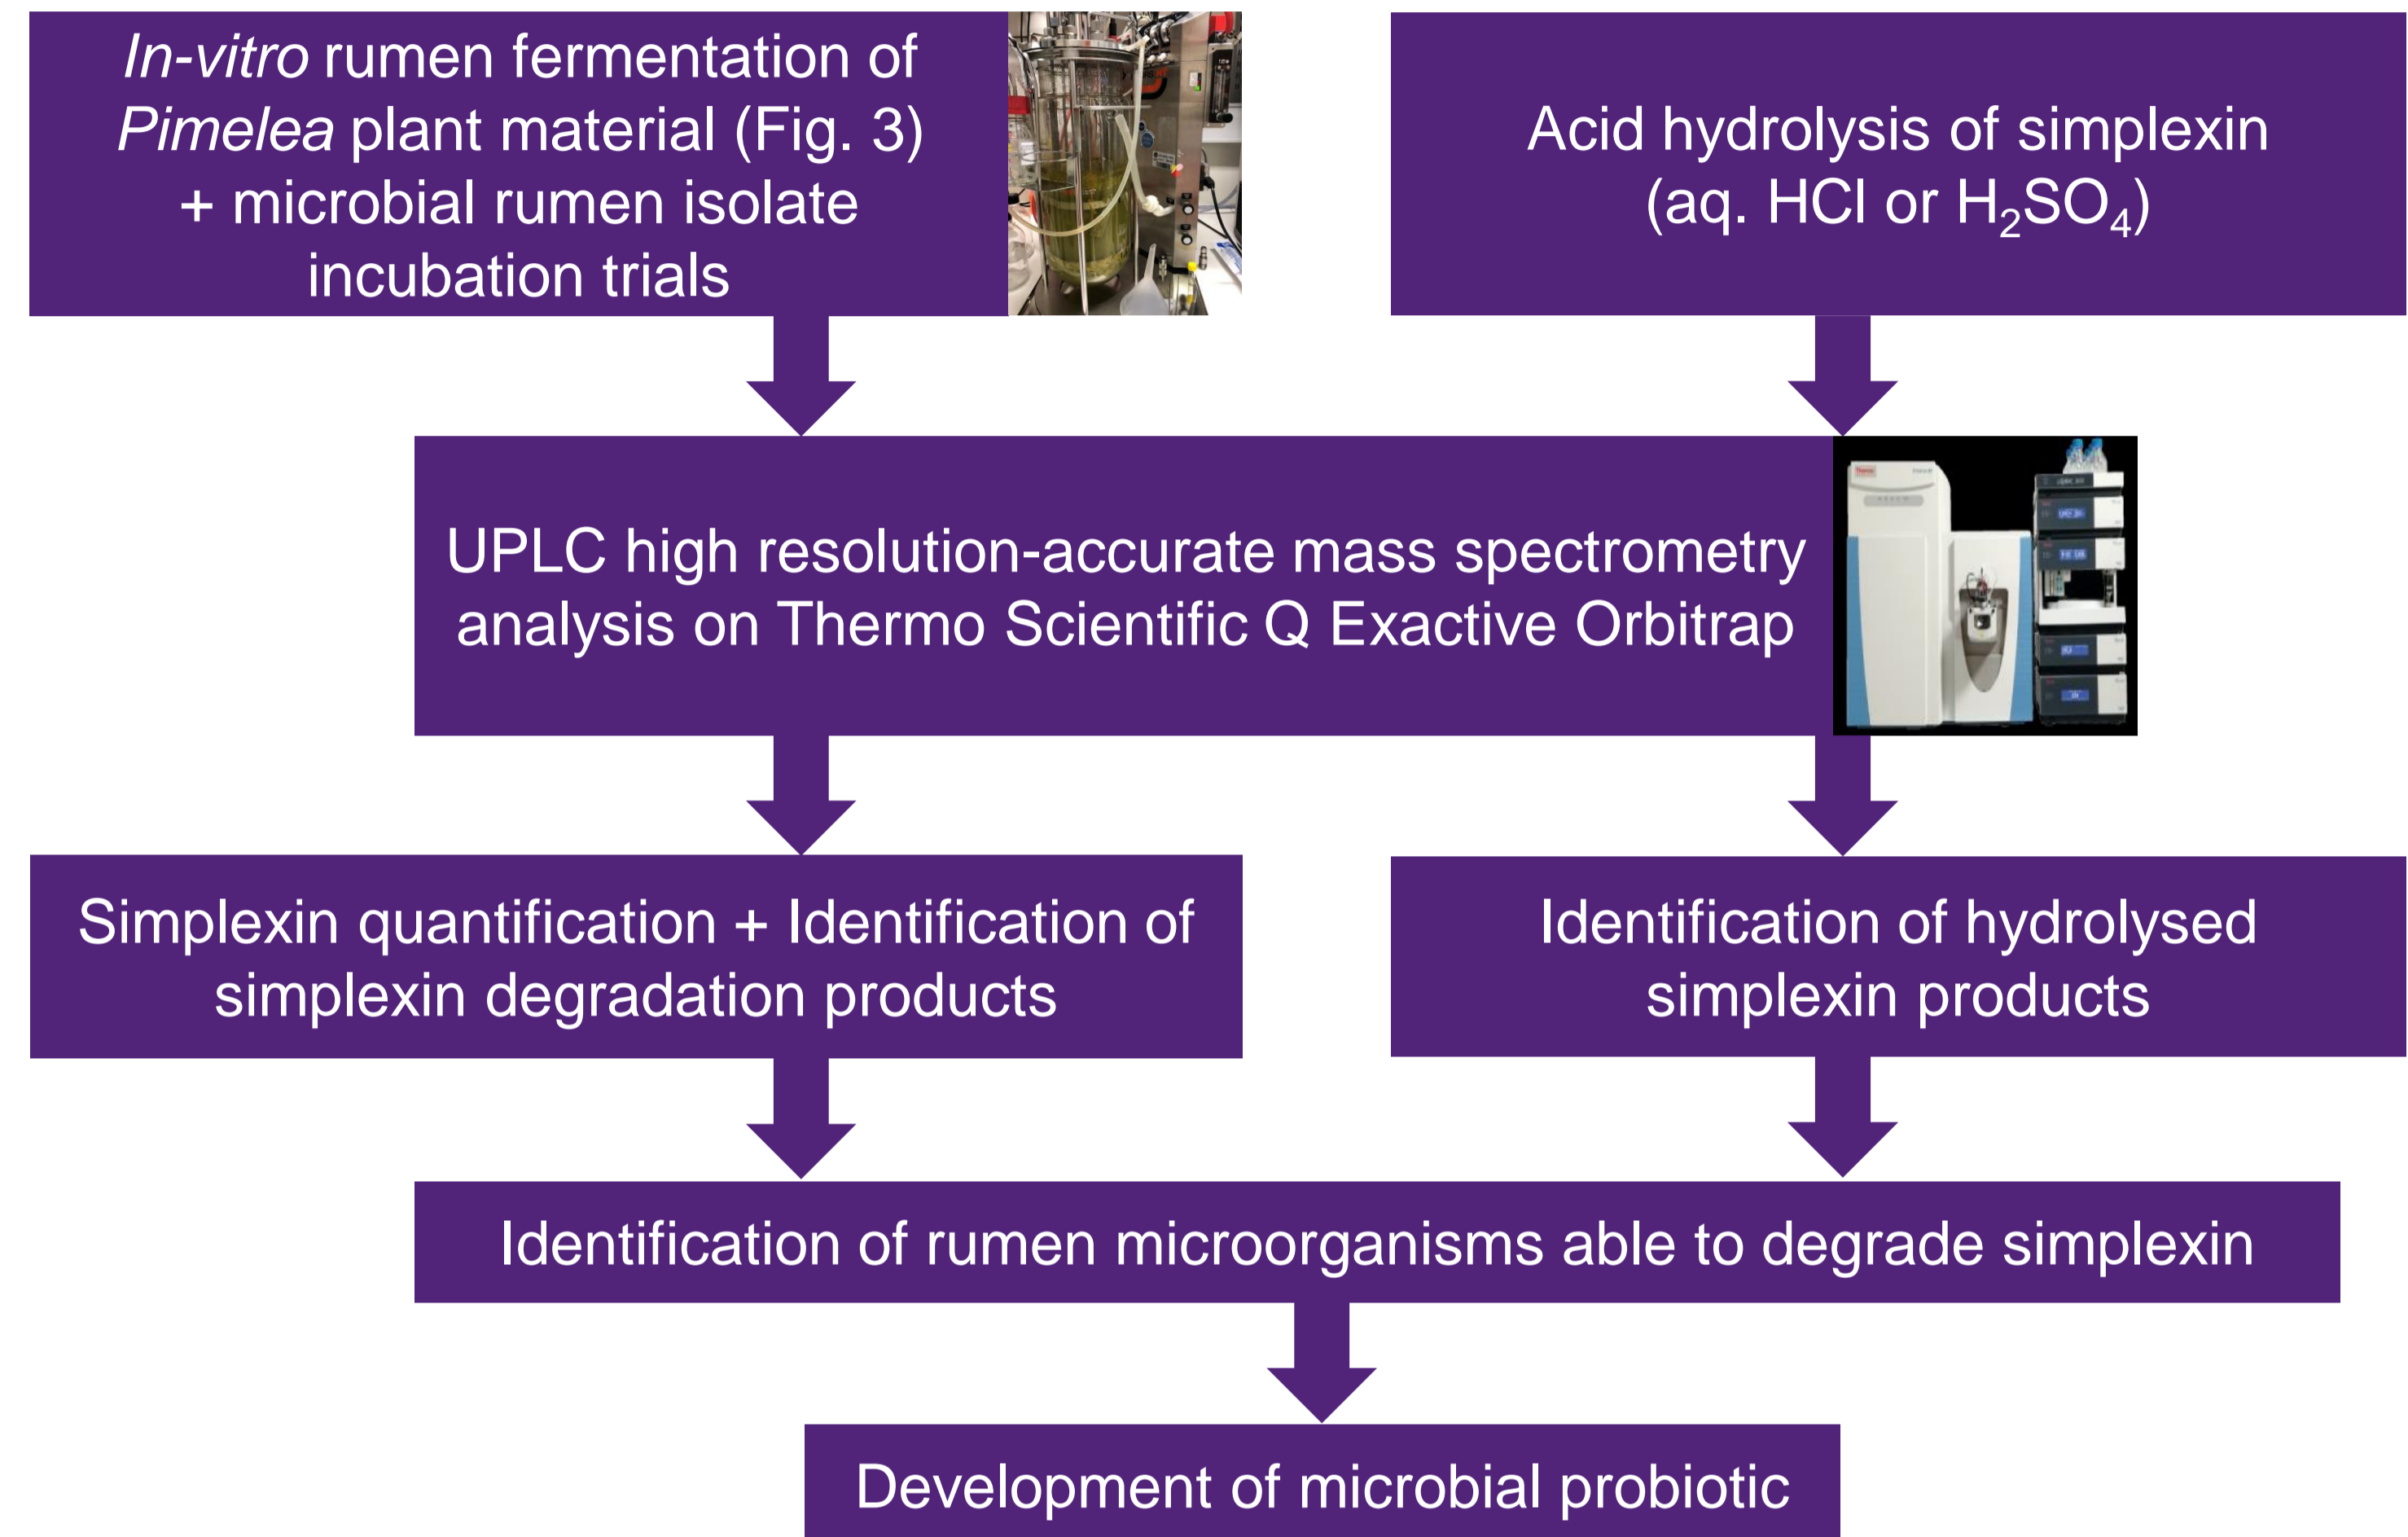 In-vitro rumen fermentation of
Pimelea plant material (Fig. 3)
+ microbial rumen isolate
incubation trials
Acid hydrolysis of simplexin
(aq. HCl or H₂SO₄)
UPLC high resolution-accurate mass spectrometry
analysis on Thermo Scientific Q Exactive Orbitrap
Simplexin quantification + Identification of
simplexin degradation products
Identification of hydrolysed
simplexin products
Identification of rumen microorganisms able to degrade simplexin
Development of microbial probiotic